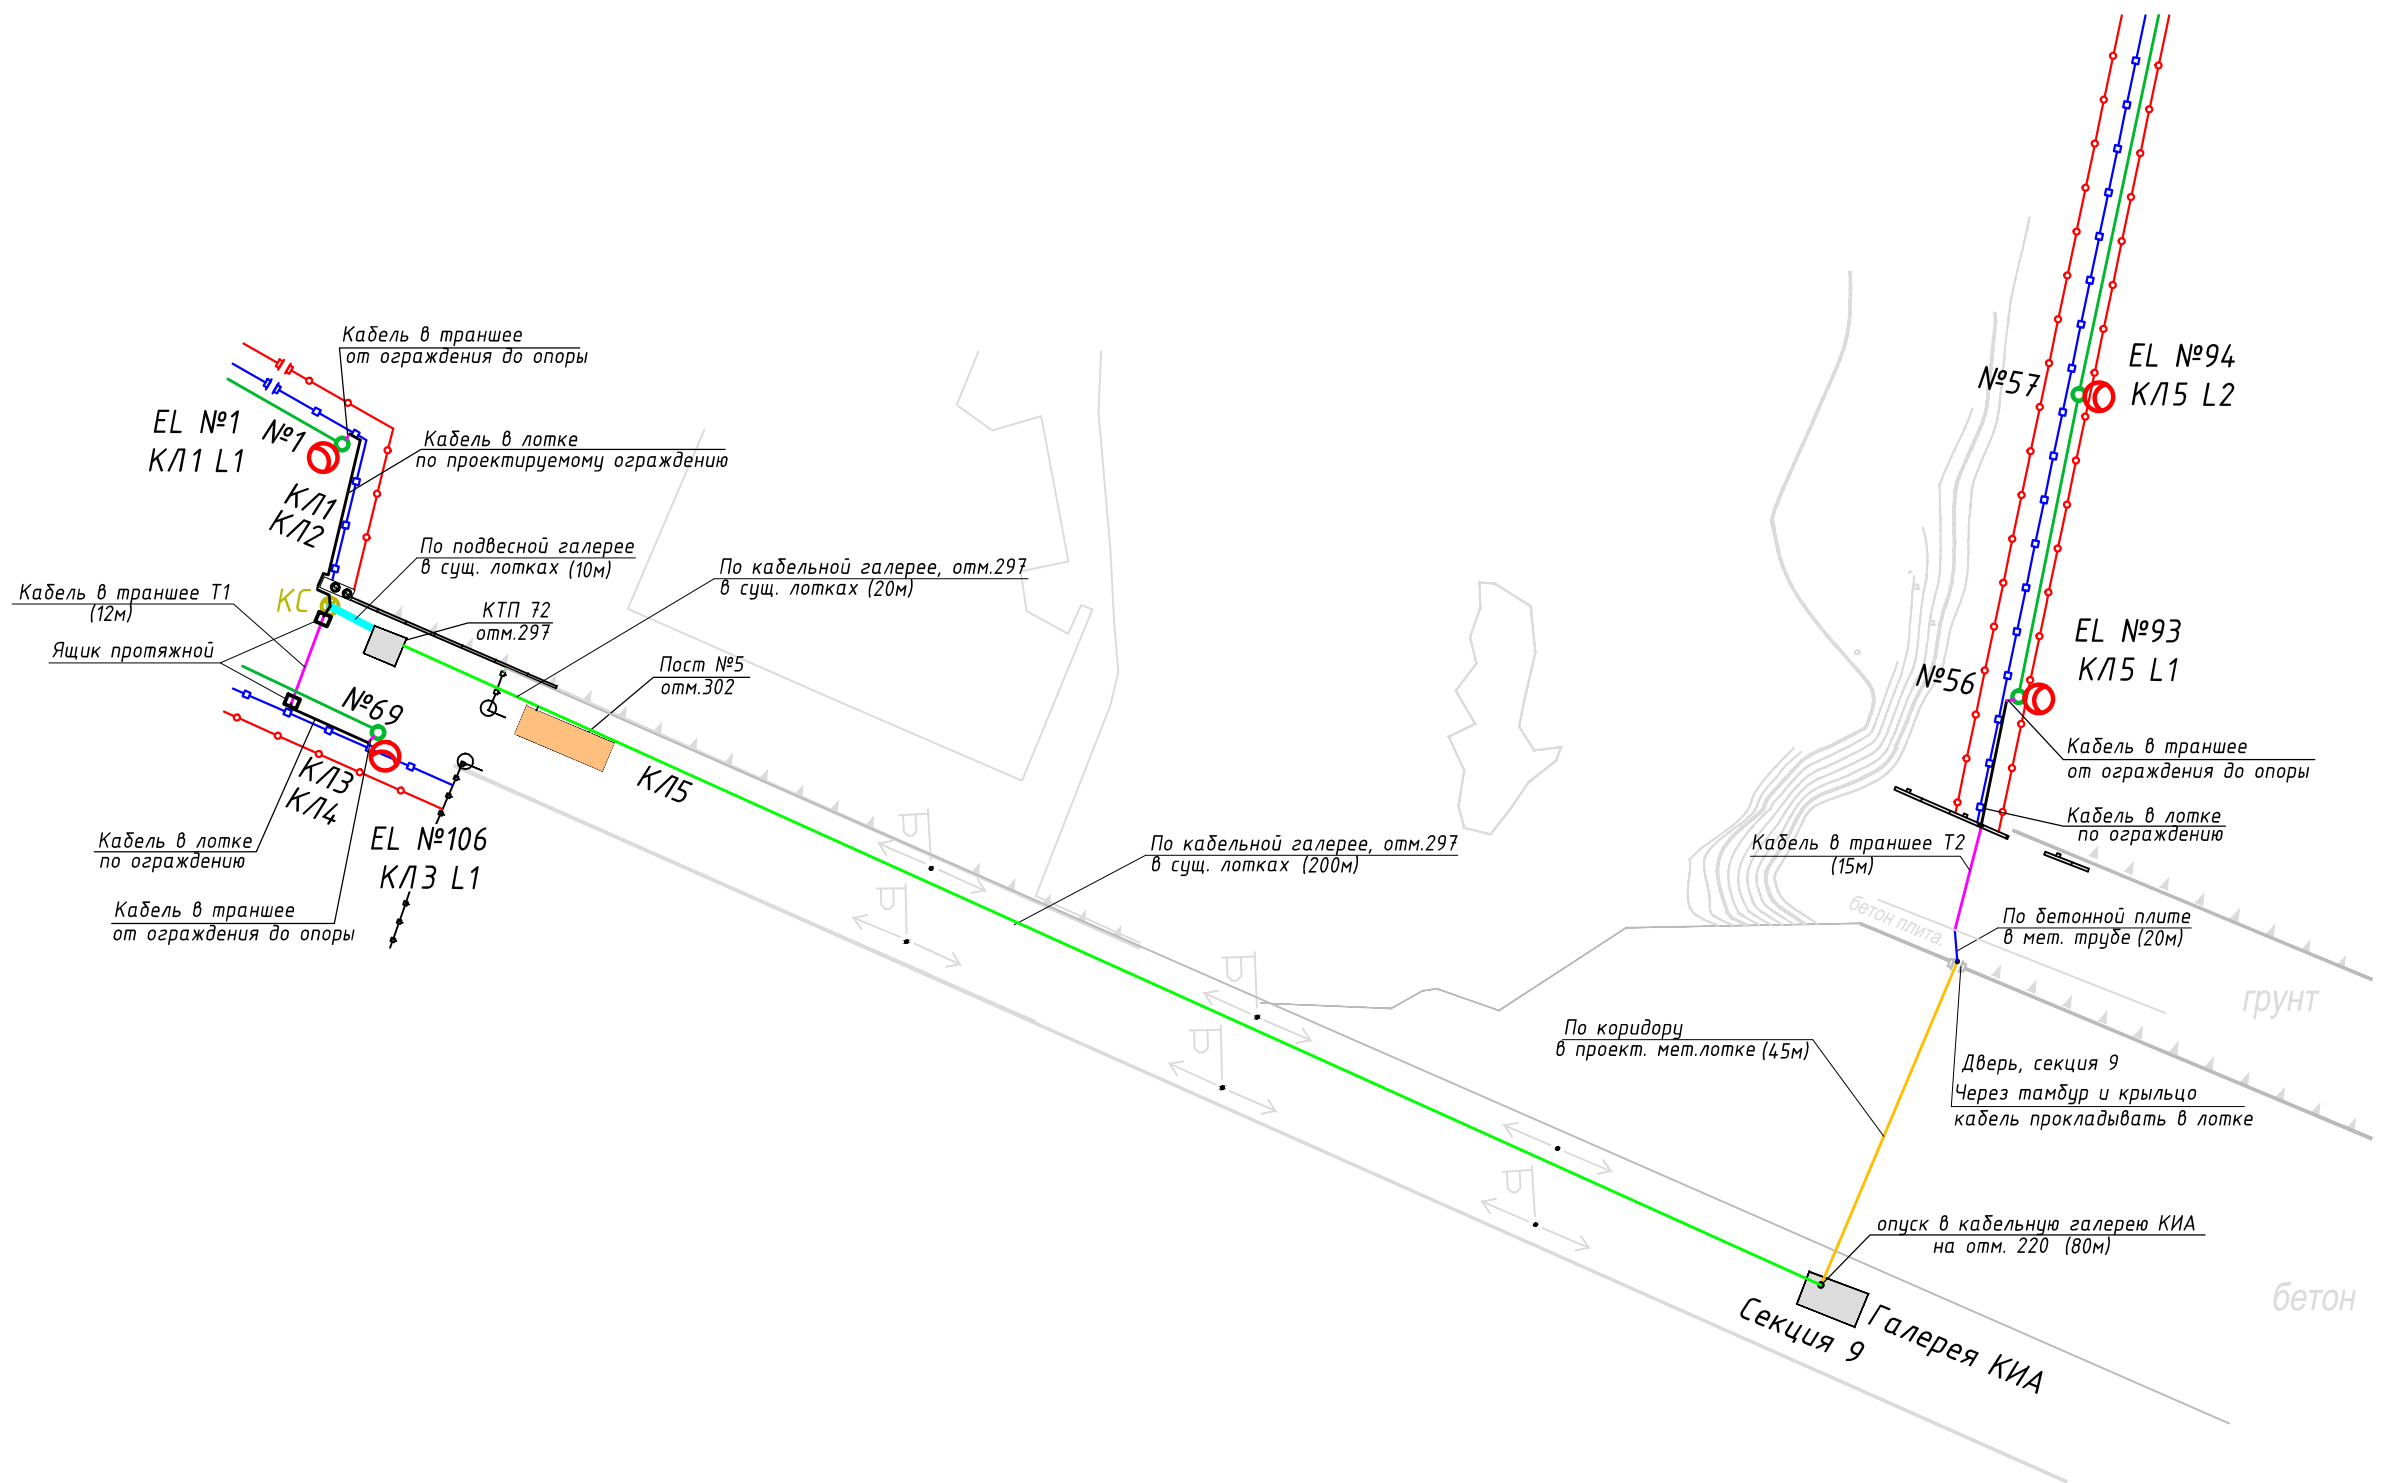 Кабель в траншее
от ограждения до опоры
EL №1
КЛ1 L1
№1
Кабель в лотке
по проектируемому ограждению
КЛ1
КЛ2
По подвесной галерее
в сущ. лотках (10м)
По кабельной галерее, отм.297
в сущ. лотках (20м)
Кабель в траншее Т1
(12м)
КС
КТП 72
отм.297
Ящик протяжной
Пост №5
отм.302
№69
КЛ3
КЛ4
КЛ5
EL №106
КЛ3 L1
Кабель в лотке
по ограждению
Кабель в траншее
от ограждения до опоры
По кабельной галерее, отм.297
в сущ. лотках (200м)
№57
EL №94
КЛ5 L2
EL №93
КЛ5 L1
№56
Кабель в траншее
от ограждения до опоры
Кабель в лотке
по ограждению
Кабель в траншее Т2
(15м)
бетон плита.
По бетонной плите
в мет. трубе (20м)
грунт
По коридору
в проект. мет.лотке (45м)
Дверь, секция 9
Через тамбур и крыльцо
кабель прокладывать в лотке
опуск в кабельную галерею КИА
на отм. 220 (80м)
бетон
Секция 9
Галерея КИА